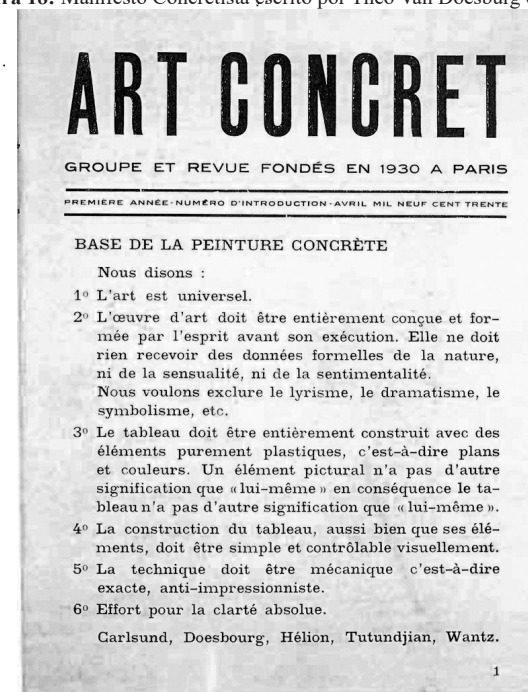 Manifesto Concretista escrito por Theo Van Doesburg
ART CONCRET
GROUPE ET REVUE FONDÉS EN 1930 A PARIS
PREMIÈRE ANNÉE-NUMÉRO D'INTRODUCTION-AVRIL MIL NEUF CENT TRENTE
BASE DE LA PEINTURE CONCRÈTE
Nous disons :
1º L'art est universel.
2º L'œuvre d'art doit être entièrement conçue et for-
mée par l'esprit avant son exécution. Elle ne doit
rien recevoir des données formelles de la nature,
ni de la sensualité, ni de la sentimentalité.
Nous voulons exclure le lyrisme, le dramatisme, le
symbolisme, etc.
3º Le tableau doit être entièrement construit avec des
éléments purement plastiques, c'est-à-dire plans
et couleurs. Un élément pictural n'a pas d'autre
signification que «lui-même» en conséquence le ta-
bleau n'a pas d'autre signification que «lui-même».
4º La construction du tableau, aussi bien que ses élé-
ments, doit être simple et contrôlable visuellement.
5º La technique doit être mécanique c'est-à-dire
exacte, anti-impressionniste.
6º Effort pour la clarté absolue.
Carlsund, Doesbourg, Hélion, Tutundjian, Wantz.
1